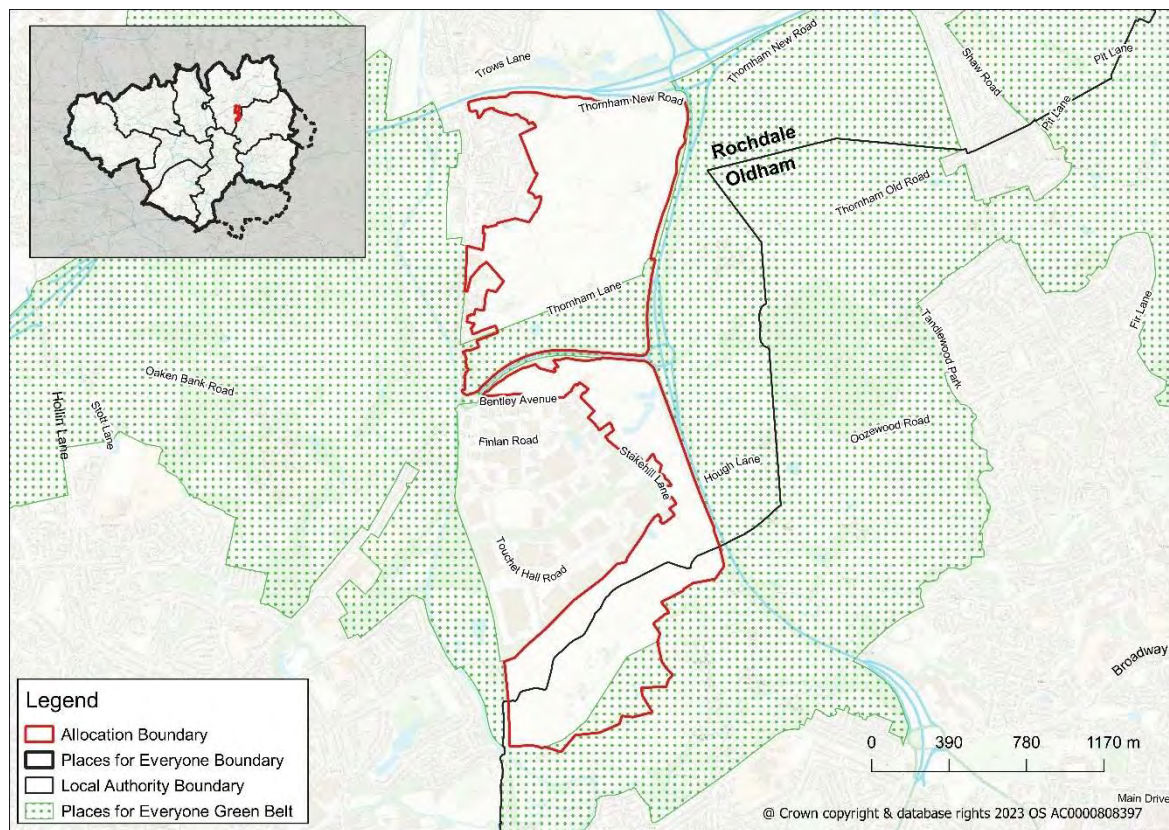 Trows Lane
Thornham New Road
Shaw Road
Pit Lane
Thornham New Road
Pit Lane
Rochdale
Oldham
Thornham Old Road
Thornham Lane
Fir Lane
Tandlewood Park
Oaken Bank Road
Hollin Lane
Stott Lane
Bentley Avenue
Finlan Road
Oozewood Road
Stakehill Lane
Hough Lane
Touchet Hall Road
Broadway
Legend
Allocation Boundary
Places for Everyone Boundary
Local Authority Boundary
Places for Everyone Green Belt
0 390 780 1170 m
Main Drive
@ Crown copyright & database rights 2023 OS AC0000808397